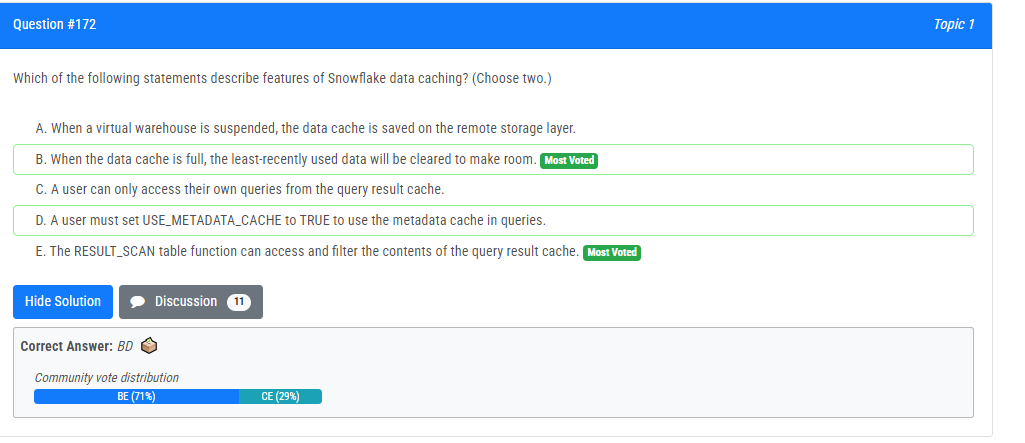 Question #172 Topic 1
Which of the following statements describe features of Snowflake data caching? (Choose two.)
A. When a virtual warehouse is suspended, the data cache is saved on the remote storage layer.
B. When the data cache is full, the least-recently used data will be cleared to make room. Most Voted
C. A user can only access their own queries from the query result cache.
D. A user must set USE_METADATA_CACHE to TRUE to use the metadata cache in queries.
E. The RESULT_SCAN table function can access and filter the contents of the query result cache. Most Voted
Hide Solution Discussion 11
Correct Answer: BD
Community vote distribution
BE (71%) CE (29%)